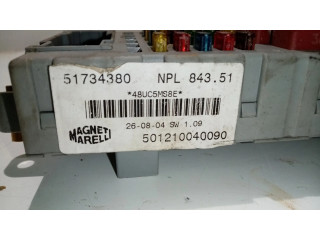 51734380 NPL 843.51
*48UC5MS8E*
26-08-04 SW 1.09
MAGNETI
MARELLI
501210040090